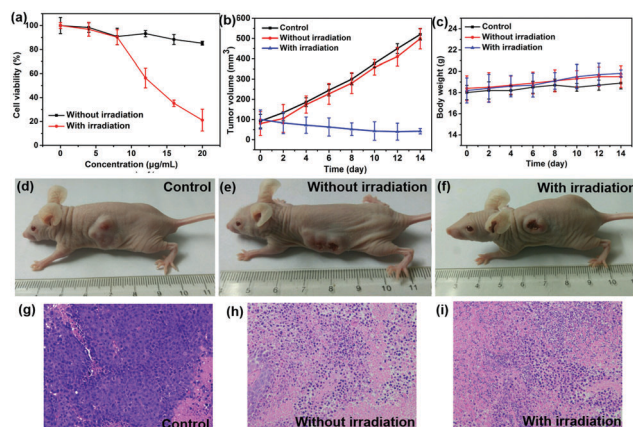 (a)
100
80
60
40
20
0
Cell viability
(%)
Without irradiation
With irradiation
0 4 8 12 16 20
Concentration (μg/mL)
(b)
600
500
400
300
200
100
0
Tumor volume (mm³)
Control
Without irradiation
With irradiation
0 2 4 6 8 10 12 14
Time (day)
(c)
22
20
18
16
Body weight (g)
Control
Without irradiation
With irradiation
0 2 4 6 8 10 12 14
Time (day)
(d) Control
(e) Without irradiation
(f) With irradiation
(g) Control
(h) Without irradiation
(i) With irradiation